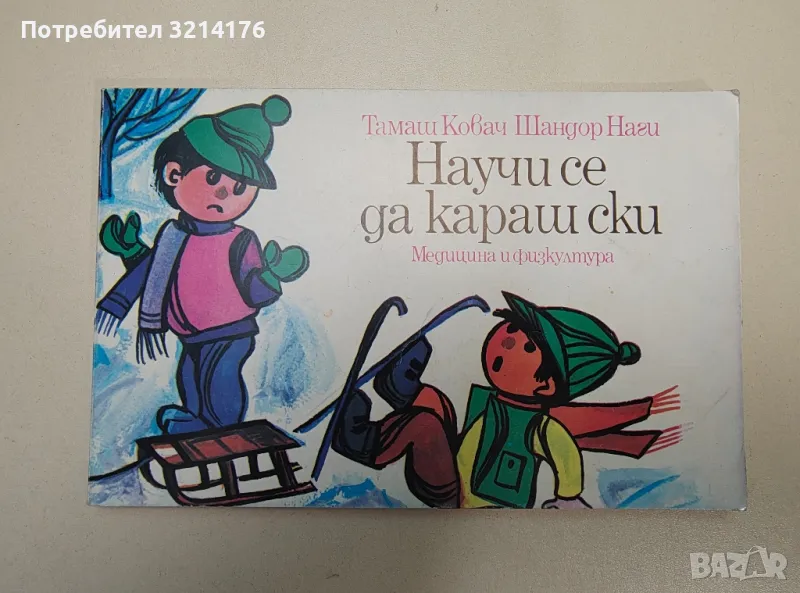 Потребител 3214176
Тамаш Ковач Шандор Наги
Научи се
да караш ски
Медицина и физкултура
BAZAR